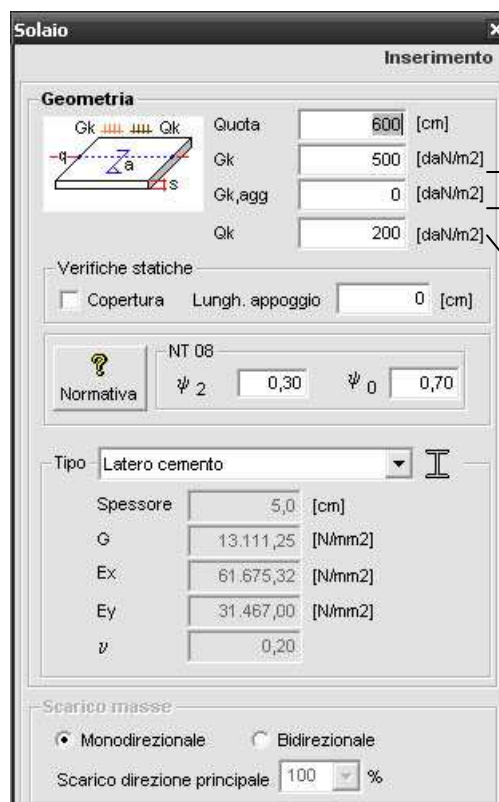 Solaio
Inserimento
Geometria
Gk Qk
q
a
s
Quota 600 [cm]
Gk 500 [daN/m2]
Gk,agg 0 [daN/m2]
Qk 200 [daN/m2]
Verifiche statiche
Copertura Lungh. appoggio 0 [cm]
? Normativa
NT 08
ψ 2 0,30 ψ 0 0,70
Tipo Latero cemento
Spessore 5,0 [cm]
G 13.111,25 [N/mm2]
Ex 61.675,32 [N/mm2]
Ey 31.467,00 [N/mm2]
ν 0,20
Scarico masse
Monodirezionale Bidirezionale
Scarico direzione principale 100 %